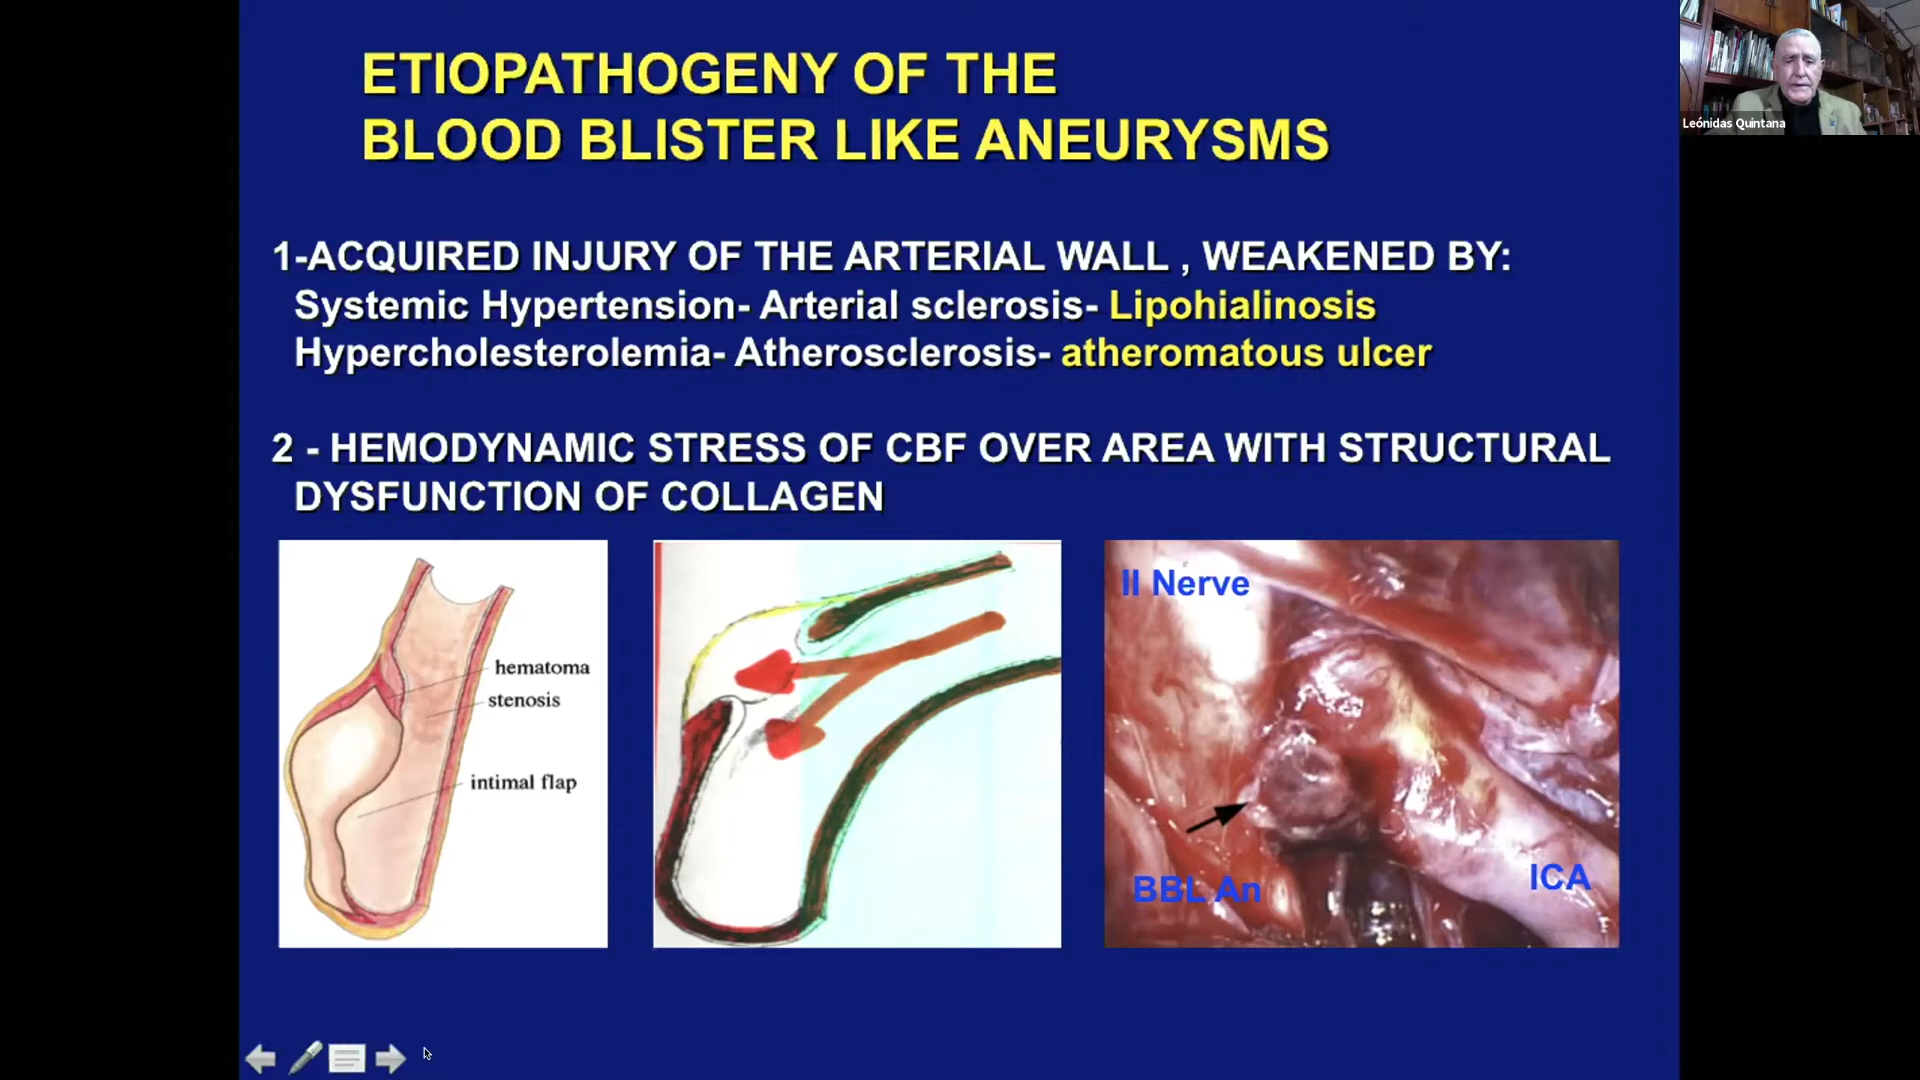 ETIOPATHOGENY OF THE
BLOOD BLISTER LIKE ANEURYSMS
1-ACQUIRED INJURY OF THE ARTERIAL WALL , WEAKENED BY:
Systemic Hypertension- Arterial sclerosis- Lipohialinosis
Hypercholesterolemia- Atherosclerosis- atheromatous ulcer
2 - HEMODYNAMIC STRESS OF CBF OVER AREA WITH STRUCTURAL
DYSFUNCTION OF COLLAGEN
hematoma
stenosis
intimal flap
II Nerve
BBL An
ICA
Leónidas Quintana